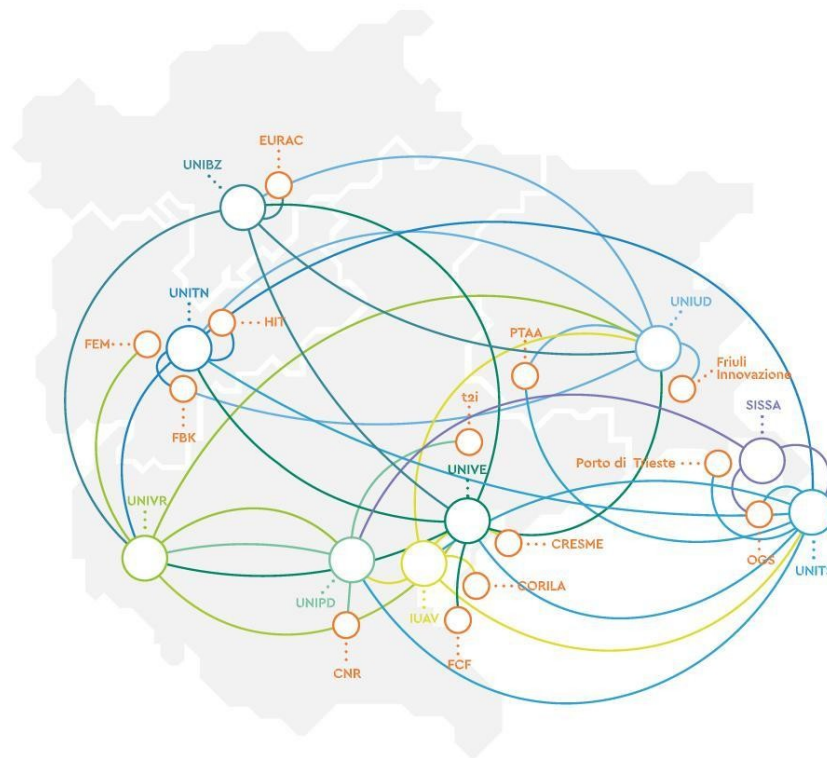 EURAC
UNIBZ
UNITN
HIT
FEM
PTAA
UNIUD
Friuli
Innovazione
FBK
t2i
SISSA
UNIVE
Porto di Trieste
UNIVR
CRESME
OGS
UNITS
CORILA
UNIPD
IUAV
CNR
FCF